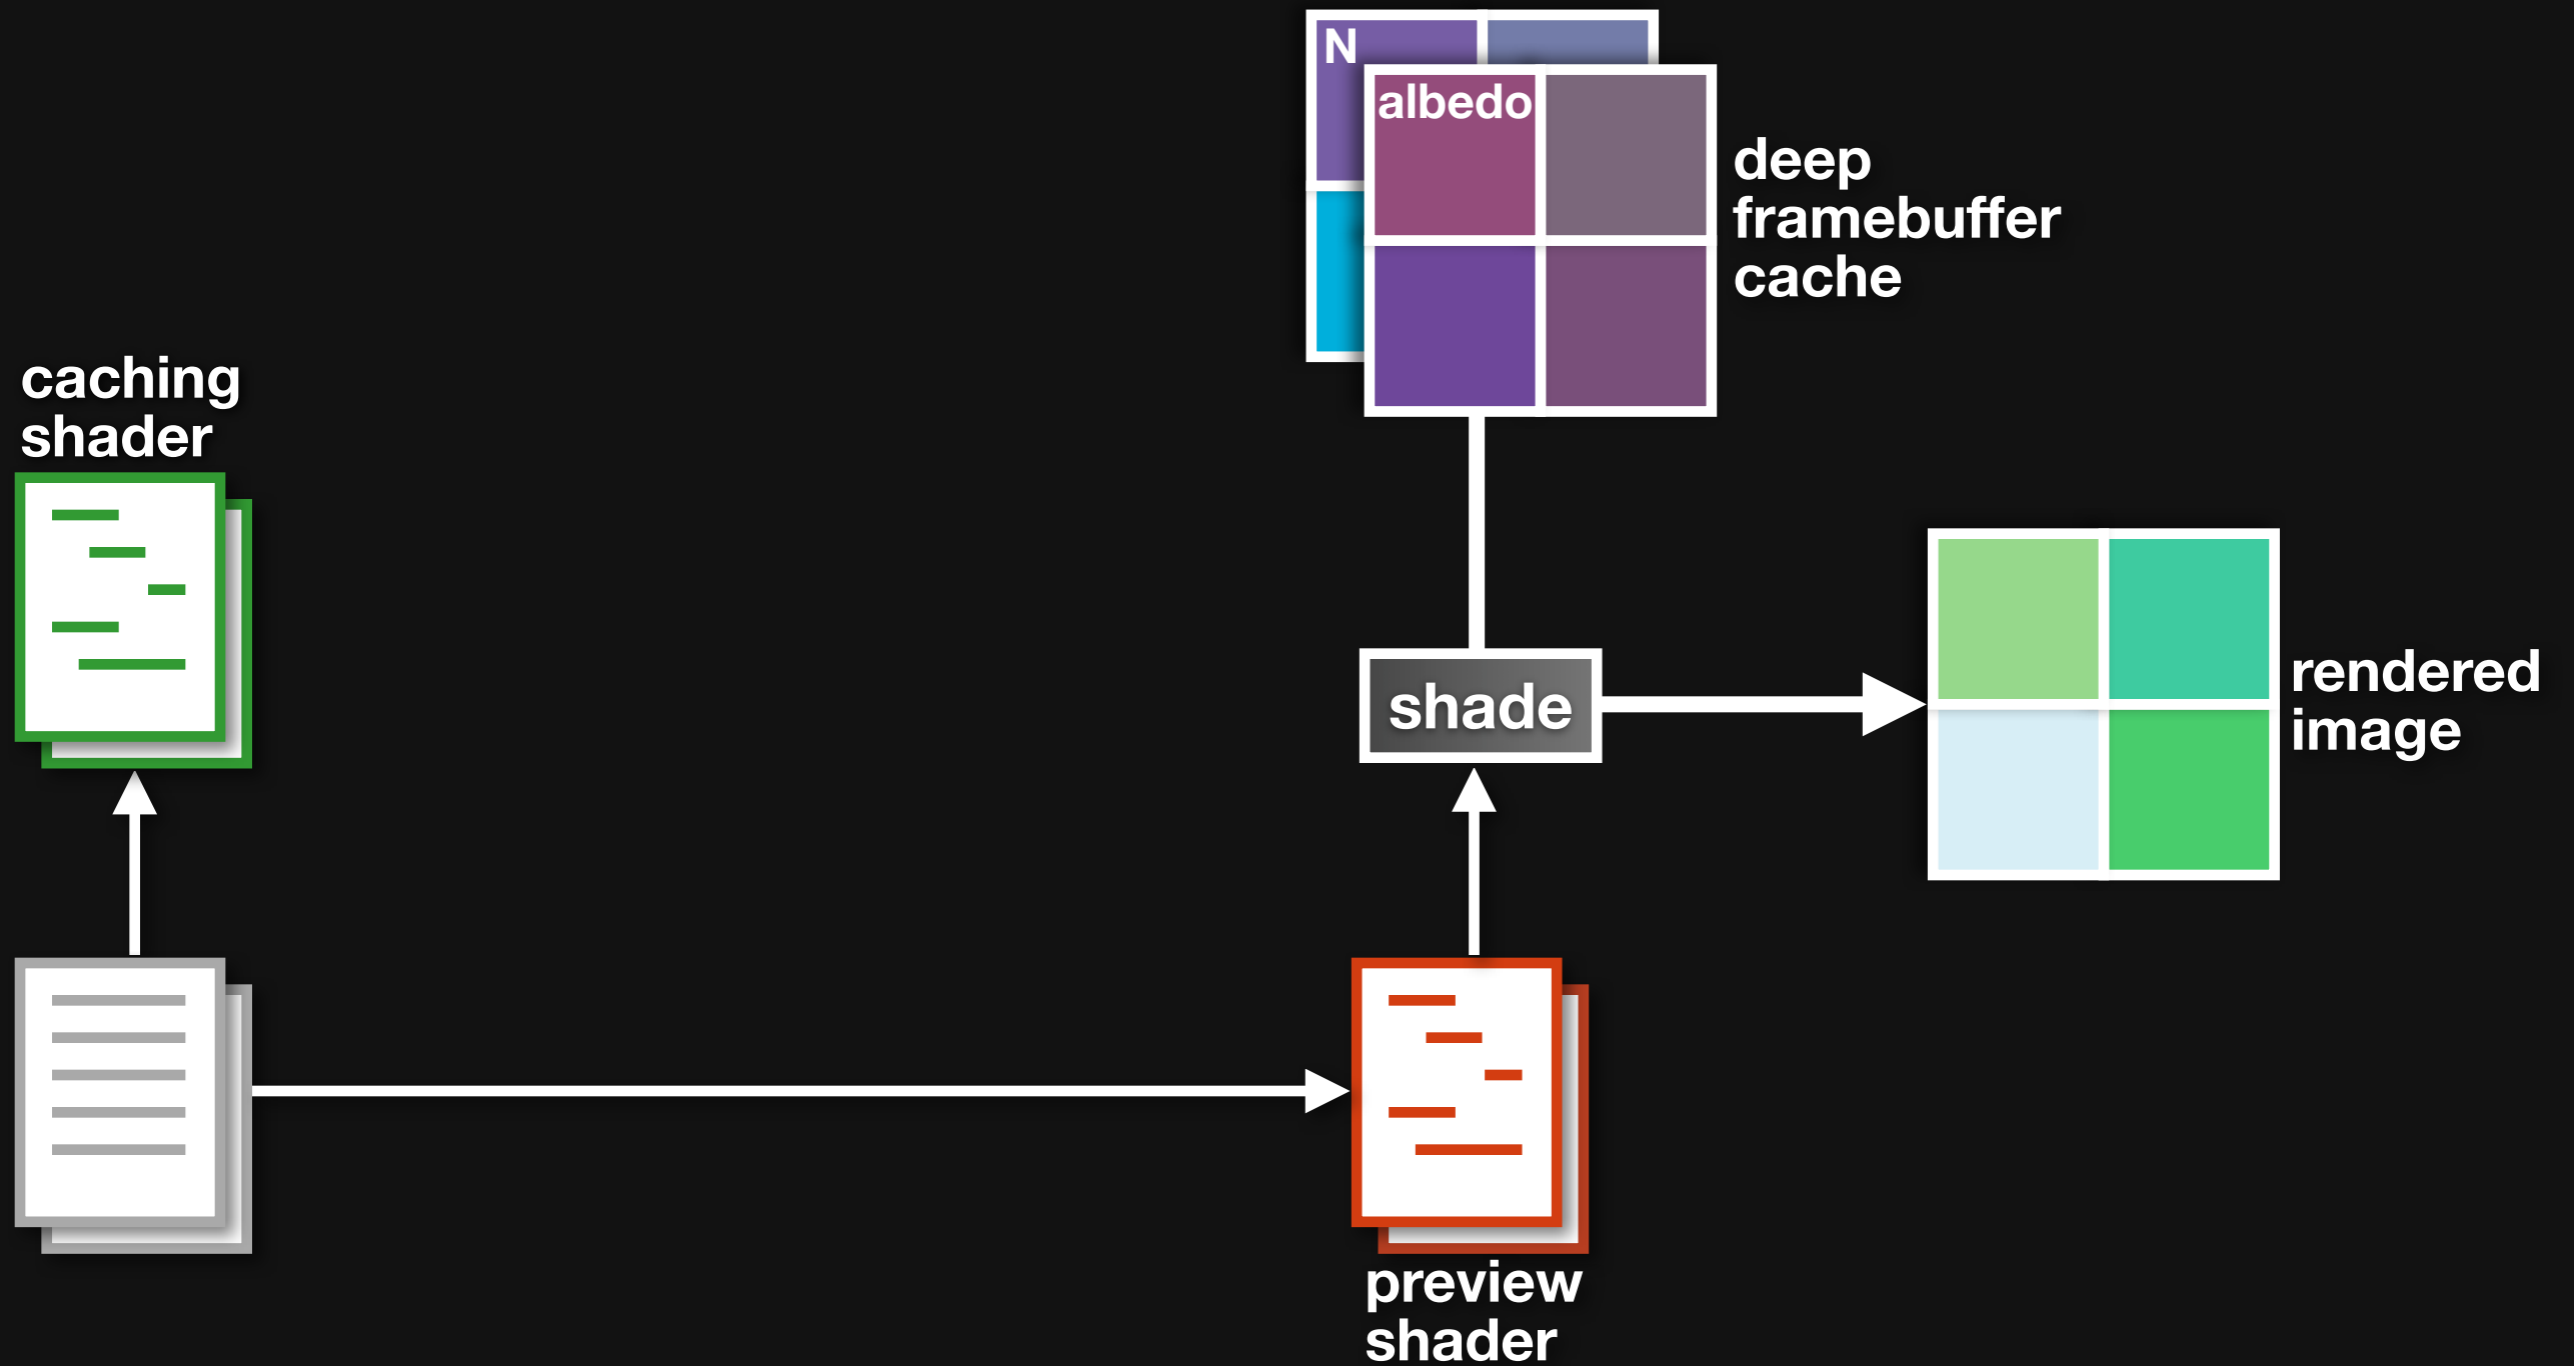 N
albedo
deep
framebuffer
cache
caching
shader
shade
rendered
image
preview
shader